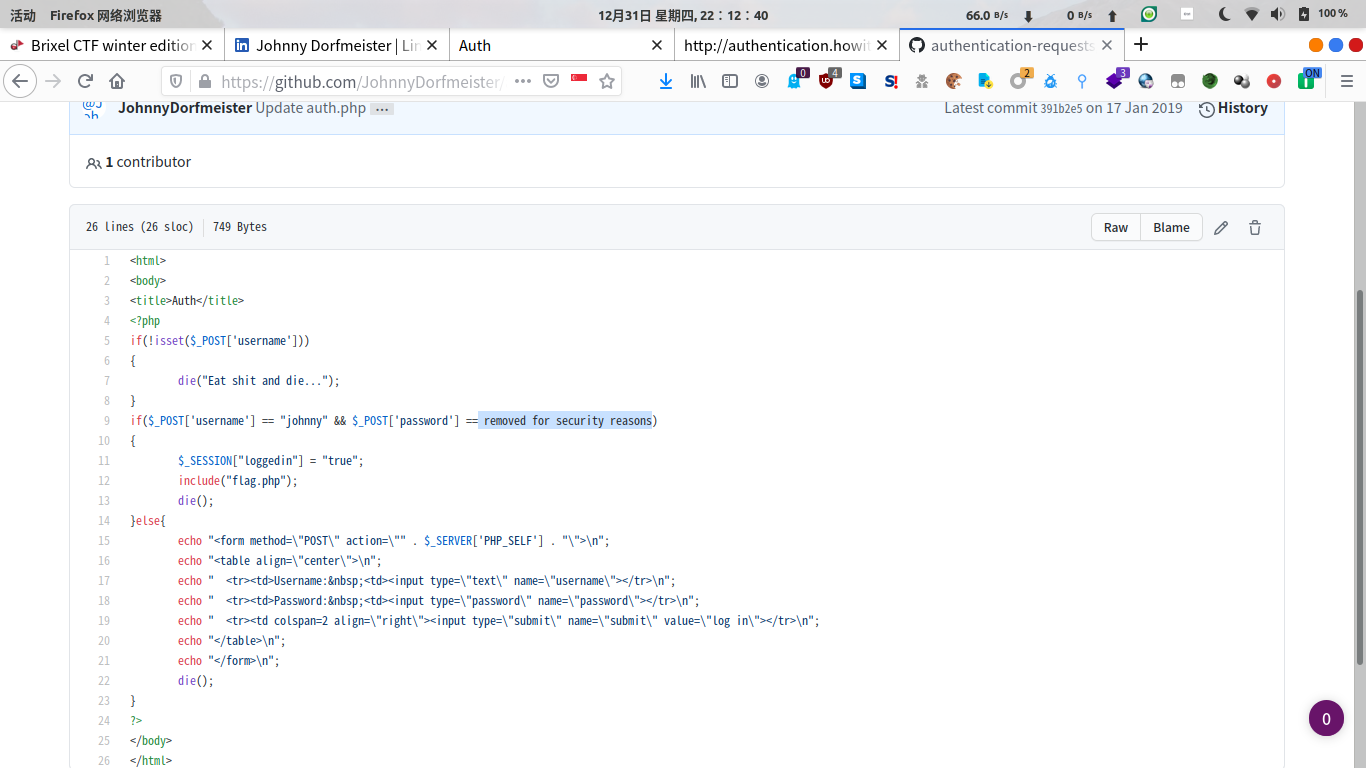 活动 Firefox 网络浏览器 12月31日 星期四, 22:12:40 66.0 B/s 0 B/s 100 %
Brixel CTF winter edition Johnny Dorfmeister | Lin Auth http://authentication.howi authentication-requests
https://github.com/JohnnyDorfmeister/ 0 4 S! 2 3 ON
JohnnyDorfmeister Update auth.php ... Latest commit 391b2e5 on 17 Jan 2019 History
1 contributor
26 lines (26 sloc) 749 Bytes Raw Blame
1 <html>
2 <body>
3 <title>Auth</title>
4 <?php
5 if(!isset($_POST['username']))
6 {
7 die("Eat shit and die...");
8 }
9 if($_POST['username'] == "johnny" && $_POST['password'] == removed for security reasons)
10 {
11 $_SESSION["loggedin"] = "true";
12 include("flag.php");
13 die();
14 }else{
15 echo "<form method=\"POST\" action=\"" . $_SERVER['PHP_SELF'] . "\">\n";
16 echo "<table align=\"center\">\n";
17 echo "  <tr><td>Username:&nbsp;<td><input type=\"text\" name=\"username\"></tr>\n";
18 echo "  <tr><td>Password:&nbsp;<td><input type=\"password\" name=\"password\"></tr>\n";
19 echo "  <tr><td colspan=2 align=\"right\"><input type=\"submit\" name=\"submit\" value=\"log in\"></tr>\n";
20 echo "</table>\n";
21 echo "</form>\n";
22 die();
23 }
24 ?>
25 </body>
26 </html>
0